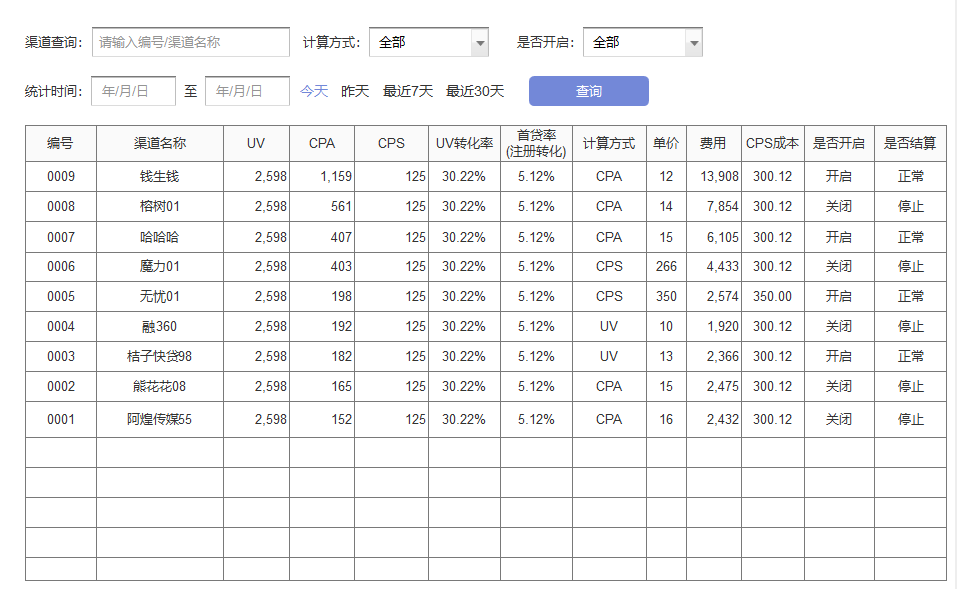 渠道查询： 请输入编号/渠道名称 计算方式： 全部 是否开启： 全部
统计时间： 年/月/日 至 年/月/日 今天 昨天 最近7天 最近30天 查询
编号 渠道名称 UV CPA CPS UV转化率 首贷率 (注册转化) 计算方式 单价 费用 CPS成本 是否开启 是否结算
0009 钱生钱 2,598 1,159 125 30.22% 5.12% CPA 12 13,908 300.12 开启 正常
0008 榕树01 2,598 561 125 30.22% 5.12% CPA 14 7,854 300.12 关闭 停止
0007 哈哈哈 2,598 407 125 30.22% 5.12% CPA 15 6,105 300.12 开启 正常
0006 魔力01 2,598 403 125 30.22% 5.12% CPS 266 4,433 300.12 关闭 停止
0005 无忧01 2,598 198 125 30.22% 5.12% CPS 350 2,574 350.00 开启 正常
0004 融360 2,598 192 125 30.22% 5.12% UV 10 1,920 300.12 关闭 停止
0003 桔子快贷98 2,598 182 125 30.22% 5.12% UV 13 2,366 300.12 开启 正常
0002 熊花花08 2,598 165 125 30.22% 5.12% CPA 15 2,475 300.12 关闭 停止
0001 阿煌传媒55 2,598 152 125 30.22% 5.12% CPA 16 2,432 300.12 关闭 停止